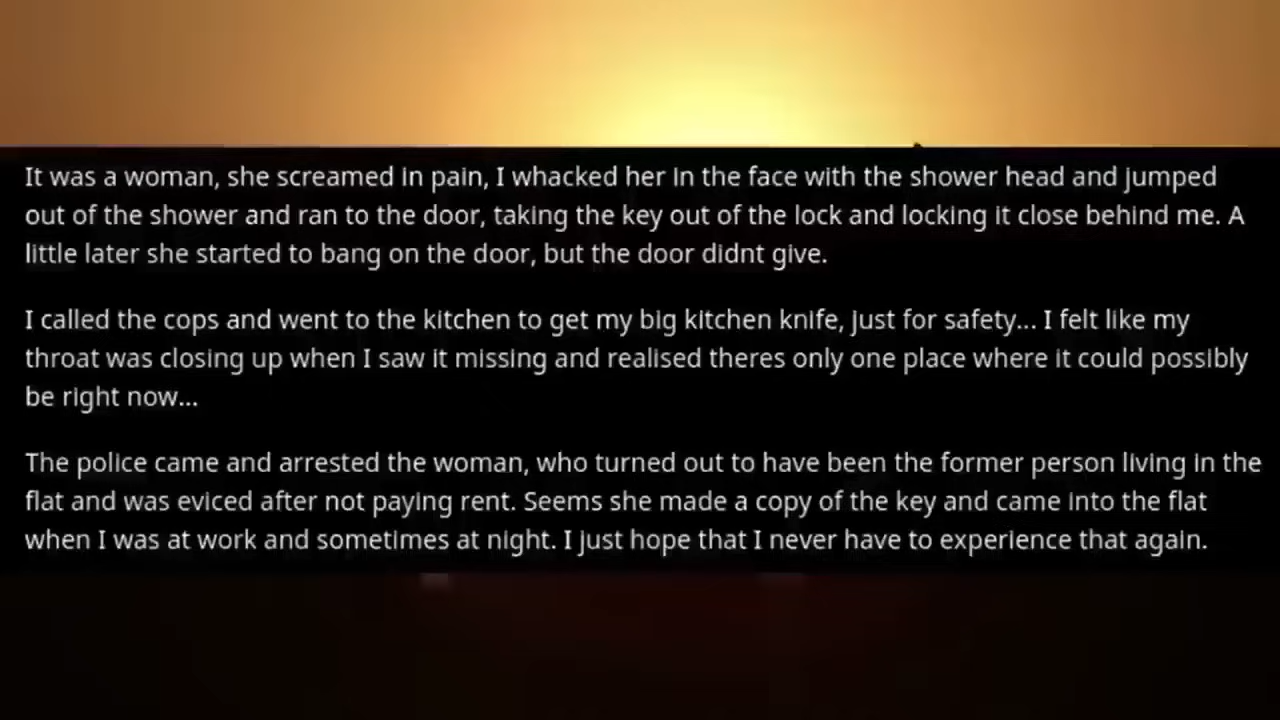 It was a woman, she screamed in pain, I whacked her in the face with the shower head and jumped
out of the shower and ran to the door, taking the key out of the lock and locking it close behind me. A
little later she started to bang on the door, but the door didnt give.
I called the cops and went to the kitchen to get my big kitchen knife, just for safety... I felt like my
throat was closing up when I saw it missing and realised theres only one place where it could possibly
be right now...
The police came and arrested the woman, who turned out to have been the former person living in the
flat and was eviced after not paying rent. Seems she made a copy of the key and came into the flat
when I was at work and sometimes at night. I just hope that I never have to experience that again.